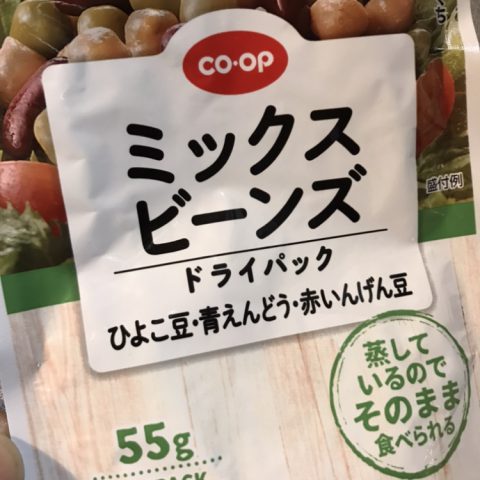 CO·OP
ミックス
ビーンズ
ドライパック
ひよこ豆・青えんどう・赤いんげん豆
盛付例
蒸して
いるので
そのまま
食べられる
55g
PACK